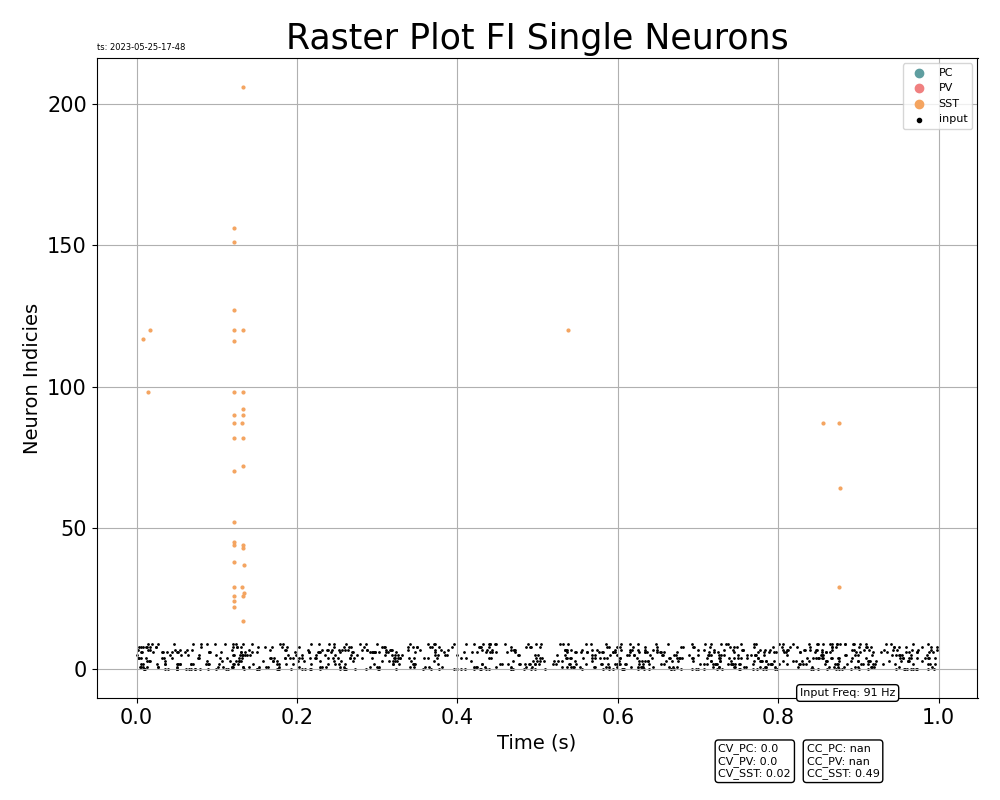 Raster Plot FI Single Neurons
ts: 2023-05-25-17-48
PC
PV
SST
input
200
150
100
50
0
Neuron Indicies
0.0 0.2 0.4 0.6 0.8 1.0
Time (s)
Input Freq: 91 Hz
CV_PC: 0.0
CV_PV: 0.0
CV_SST: 0.02
CC_PC: nan
CC_PV: nan
CC_SST: 0.49